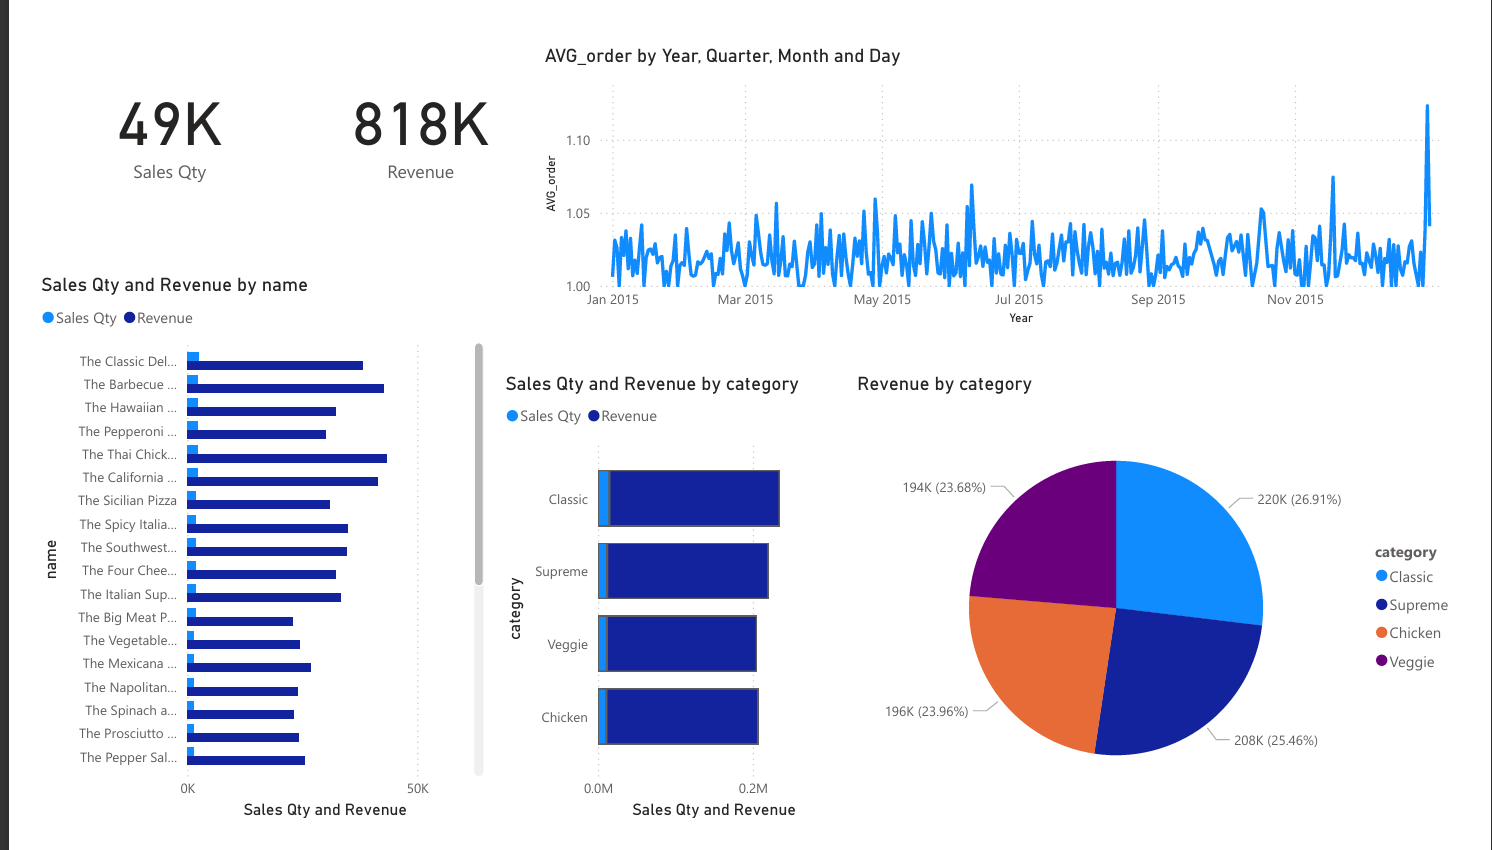 AVG_order by Year, Quarter, Month and Day
49K
Sales Qty
818K
Revenue
AVG_order
1.10
1.05
1.00
Jan 2015
Mar 2015
May 2015
Jul 2015
Sep 2015
Nov 2015
Year
Sales Qty and Revenue by name
Sales Qty
Revenue
name
The Classic Del...
The Barbecue ...
The Hawaiian ...
The Pepperoni ...
The Thai Chick...
The California ...
The Sicilian Pizza
The Spicy Italia...
The Southwest...
The Four Chee...
The Italian Sup...
The Big Meat P...
The Vegetable...
The Mexicana ...
The Napolitan...
The Spinach a...
The Prosciutto ...
The Pepper Sal...
0K
50K
Sales Qty and Revenue
Sales Qty and Revenue by category
Sales Qty
Revenue
category
Classic
Supreme
Veggie
Chicken
0.0M
0.2M
Sales Qty and Revenue
Revenue by category
194K (23.68%)
220K (26.91%)
196K (23.96%)
208K (25.46%)
category
Classic
Supreme
Chicken
Veggie